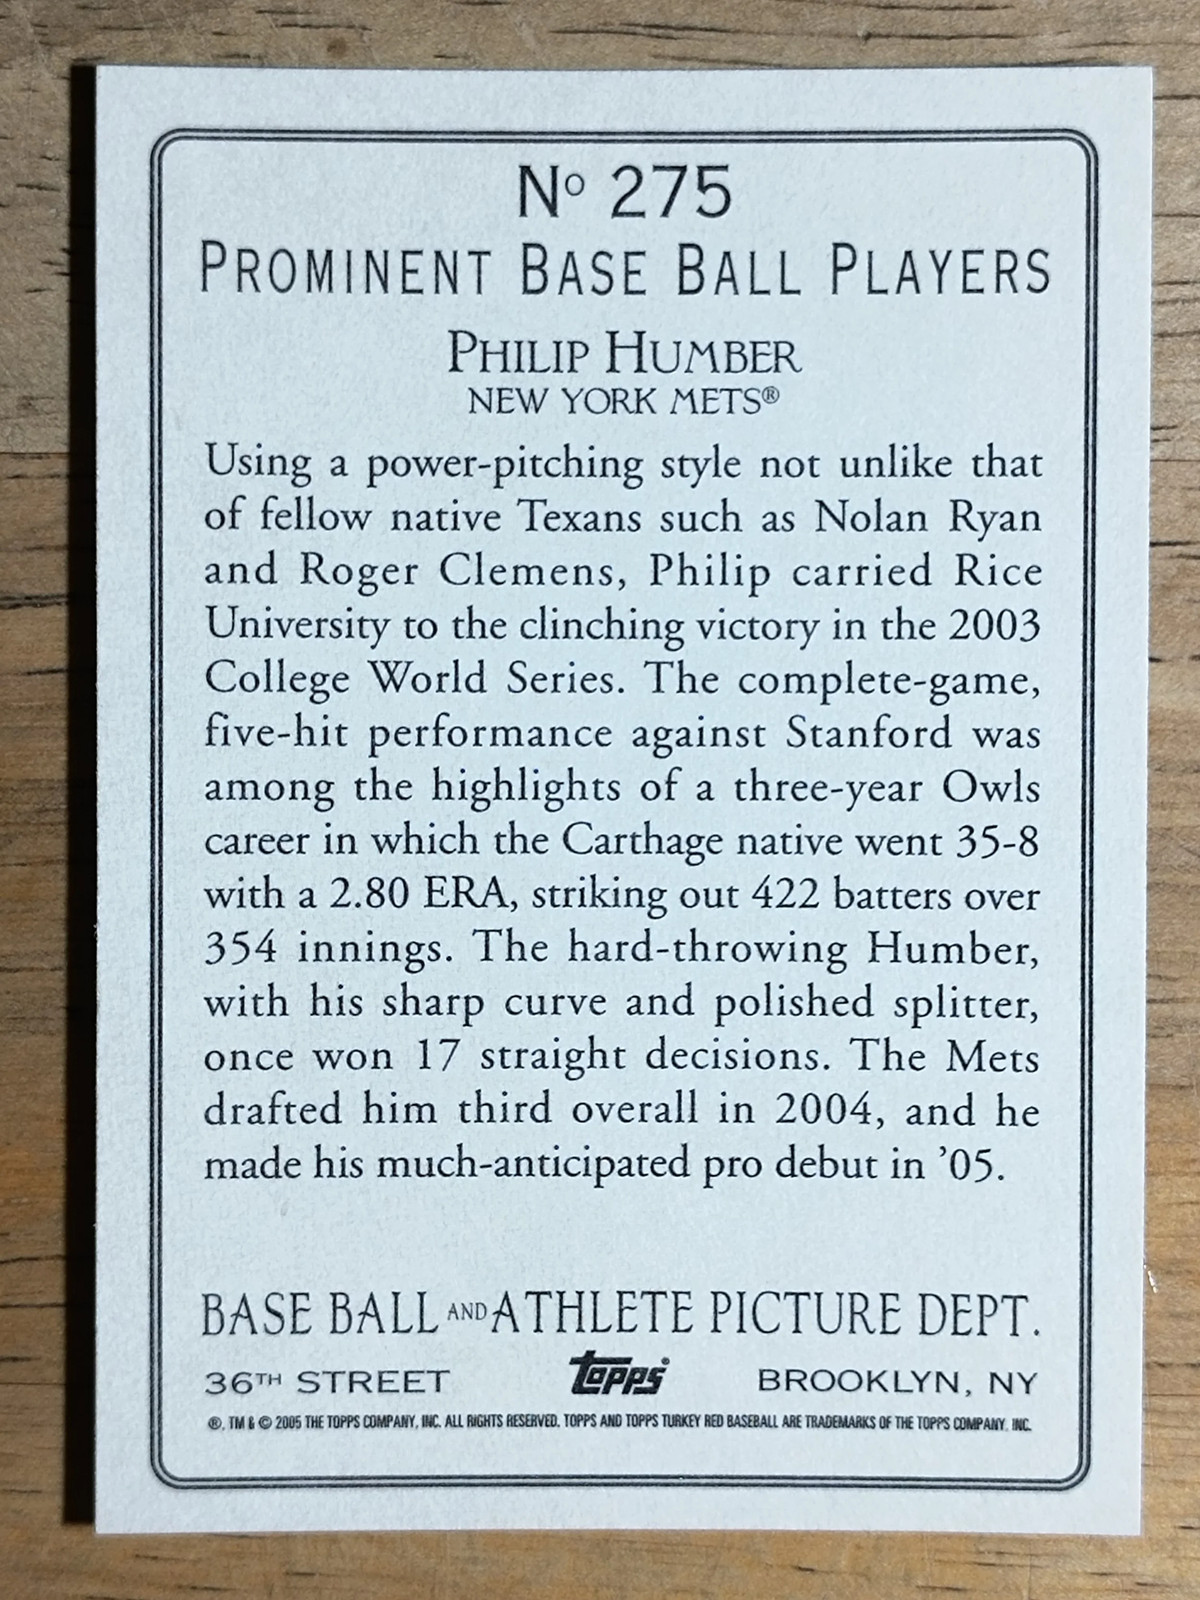 Nº 275
PROMINENT BASE BALL PLAYERS
PHILIP HUMBER
NEW YORK METS®
Using a power-pitching style not unlike that
of fellow native Texans such as Nolan Ryan
and Roger Clemens, Philip carried Rice
University to the clinching victory in the 2003
College World Series. The complete-game,
five-hit performance against Stanford was
among the highlights of a three-year Owls
career in which the Carthage native went 35-8
with a 2.80 ERA, striking out 422 batters over
354 innings. The hard-throwing Humber,
with his sharp curve and polished splitter,
once won 17 straight decisions. The Mets
drafted him third overall in 2004, and he
made his much-anticipated pro debut in ’05.
BASE BALL AND ATHLETE PICTURE DEPT.
36TH STREET topps BROOKLYN, NY
®, TM & © 2005 THE TOPPS COMPANY, INC. ALL RIGHTS RESERVED. TOPPS AND TOPPS TURKEY RED BASEBALL ARE TRADEMARKS OF THE TOPPS COMPANY, INC.